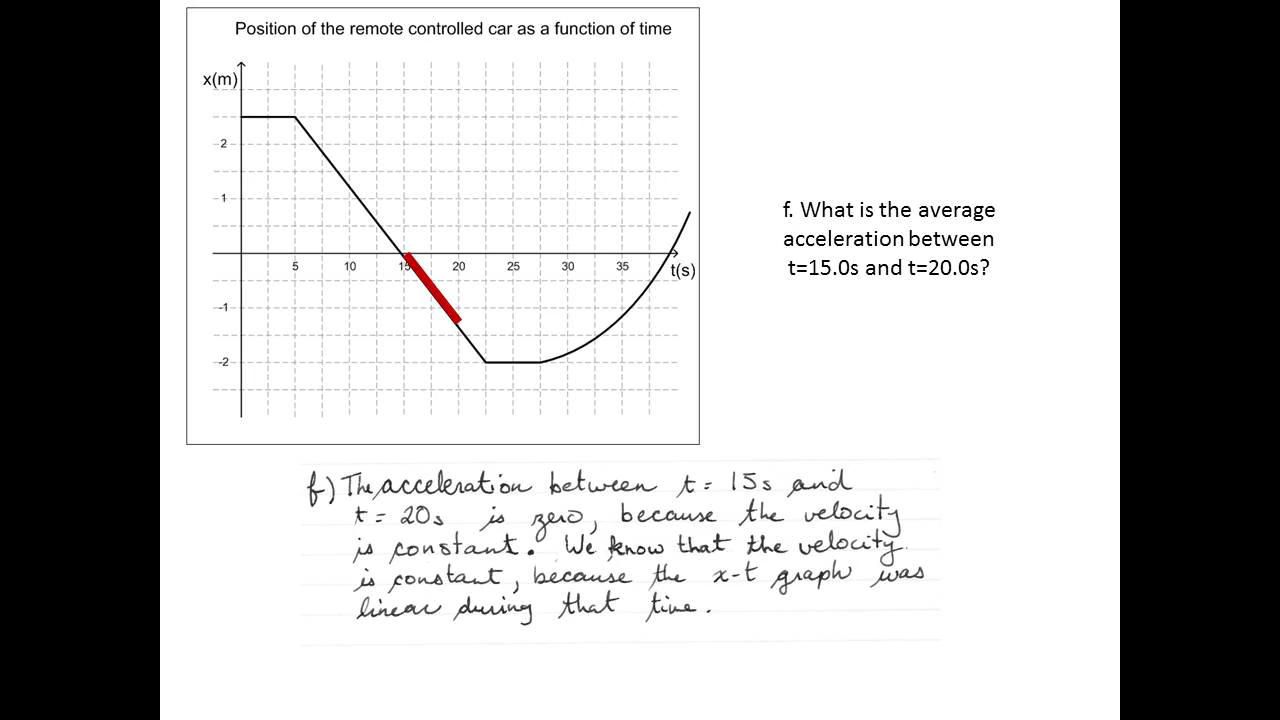 Position of the remote controlled car as a function of time
x(m)
2
1
5 10 15 20 25 30 35 t(s)
-1
-2
f. What is the average
acceleration between
t=15.0s and t=20.0s?
f) The acceleration between t = 15s and
t = 20s is zero, because the velocity
is constant. We know that the velocity
is constant, because the x-t graph was
linear during that time.